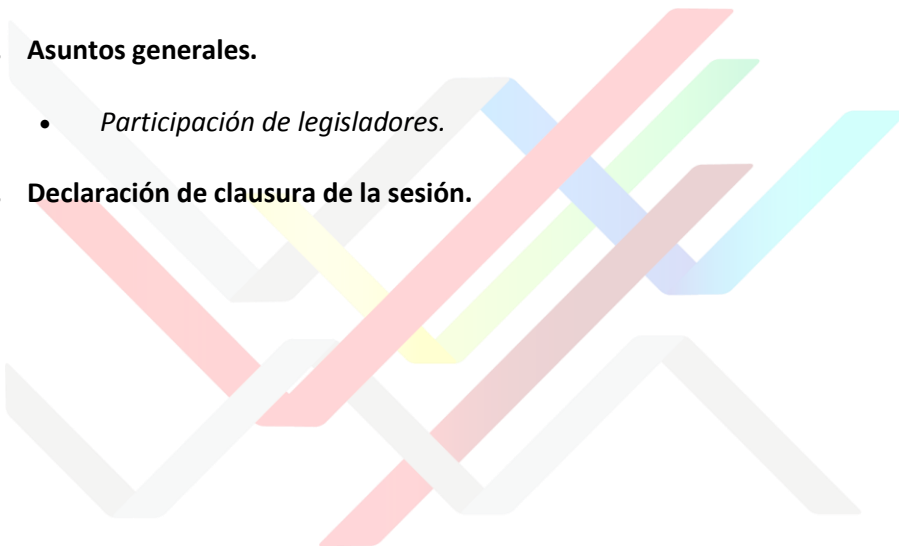 . Asuntos generales.
• Participación de legisladores.
. Declaración de clausura de la sesión.